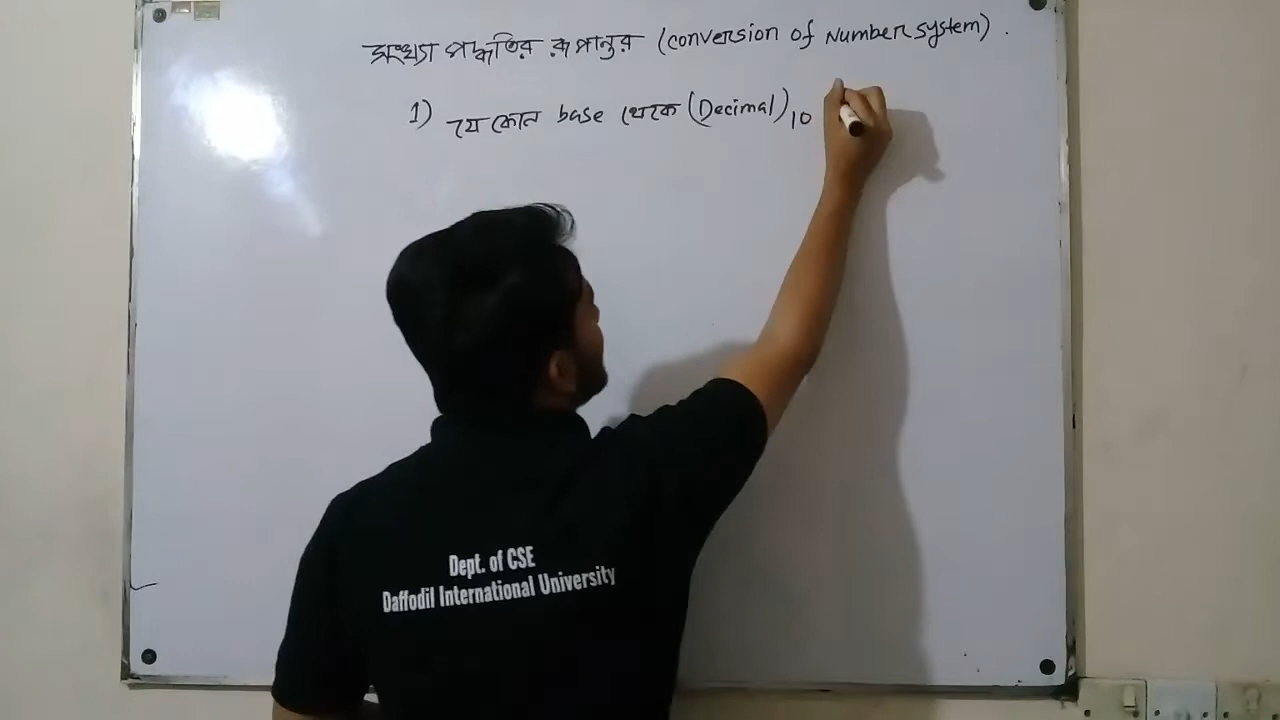 সংখ্যা পদ্ধতির রূপান্তর (conversion of Number system).
1) যে কোন base থেকে (Decimal)10
Dept. of CSE
Daffodil International University